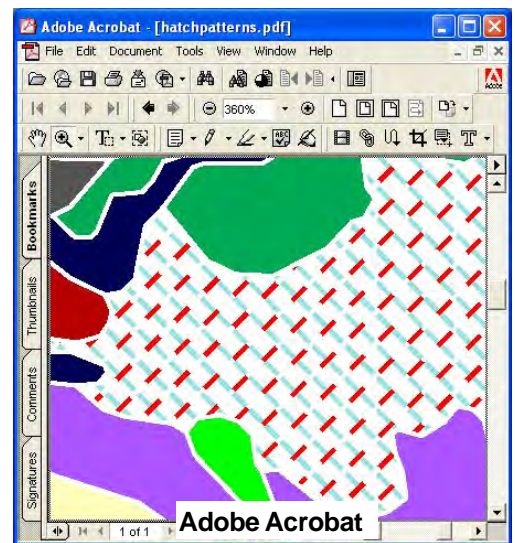 Adobe Acrobat - [hatchpatterns.pdf]
File Edit Document Tools View Window Help
Adobe
360%
Bookmarks
Thumbnails
Comments
Signatures
1 of 1
Adobe Acrobat